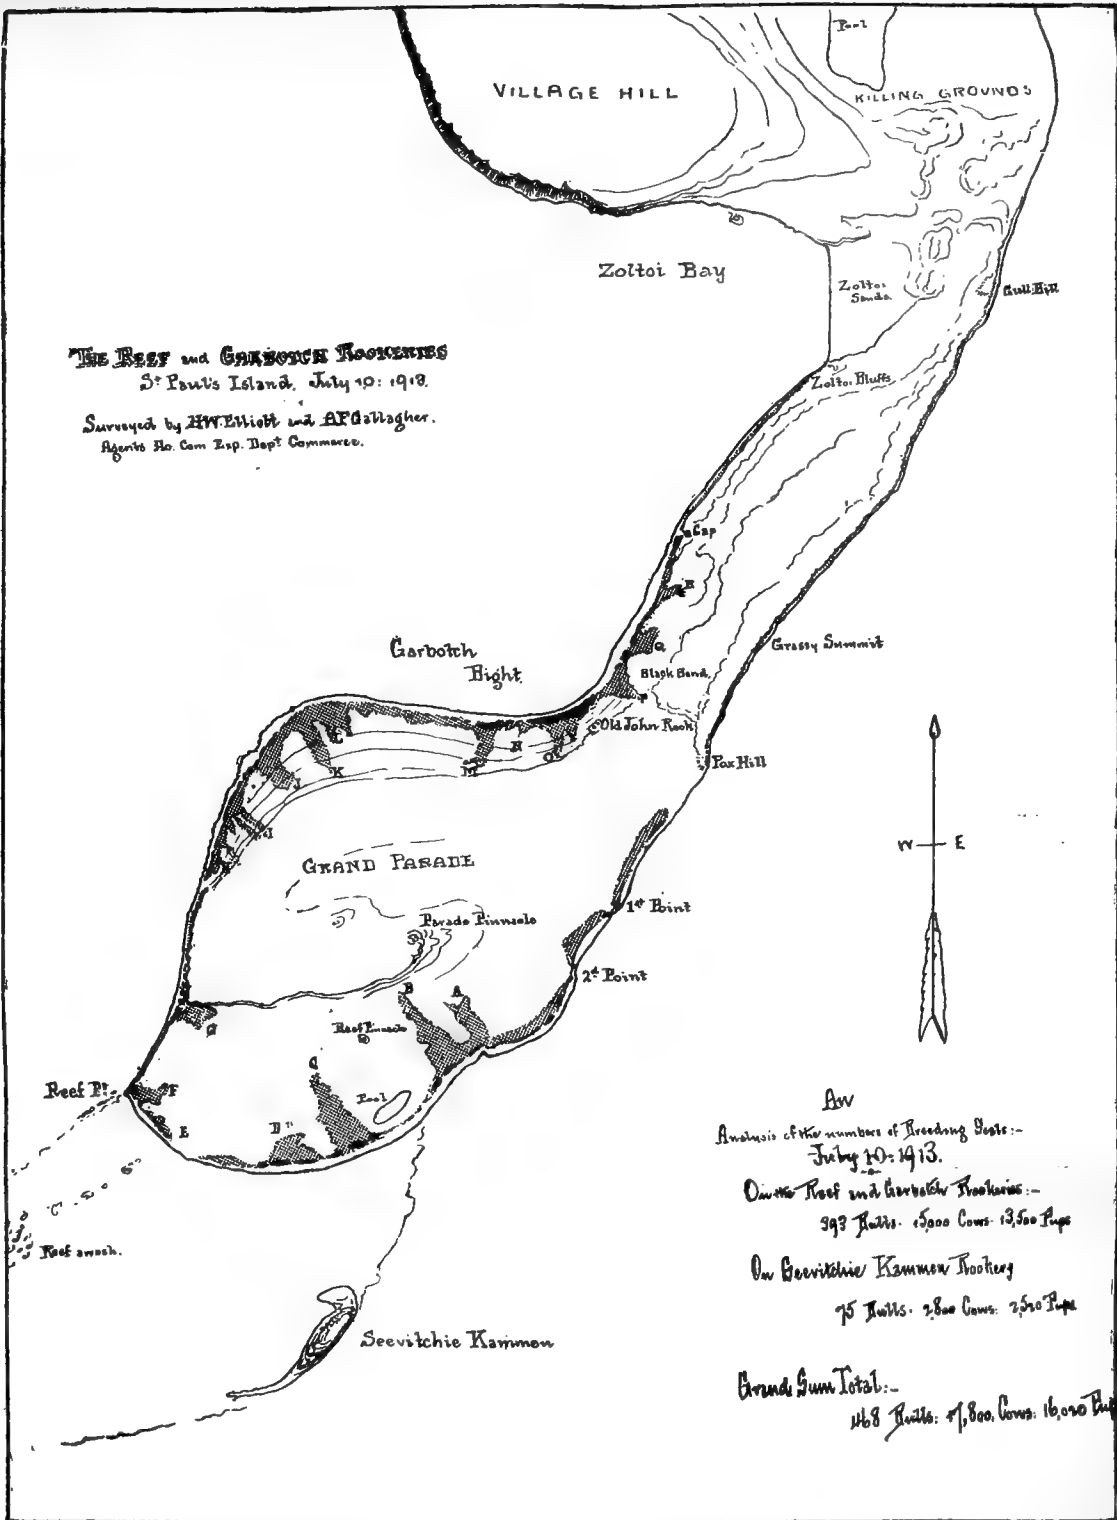 Pool
VILLAGE HILL
KILLING GROUNDS
Zoltoi Bay
Zoltoi
Sands.
Gull Hill
THE REEF and GARBOTCH ROOKERIES
St Paul's Island, July 10: 1913.
Surveyed by H.W. Elliott and A F Gallagher.
Agents Ho. Com Exp. Dept Commerce.
Zoltoi Bluffs
Gap
R
Q
Garbotch
Bight.
Grassy Summit
Black Sand.
P
Old John Rock
L
N
K
M
O
J
Fox Hill
I
W E
GRAND PARADE
1st Point
Parade Pinnacle
2d Point
B
A
G
Reef Pinnacle
C
Reef Pt.
F
Pool
E
D
An
Analysis of the numbers of Breeding Seals:-
July 10: 1913.
On the Reef and Garbotch Rookeries:-
393 Bulls. 15,000 Cows. 13,500 Pups
Reef awash.
On Seevitchie Kammen Rookery
75 Bulls. 2800 Cows: 2,520 Pups
Seevitchie Kammen
Grand Sum Total:-
468 Bulls: 17,800, Cows: 16,020